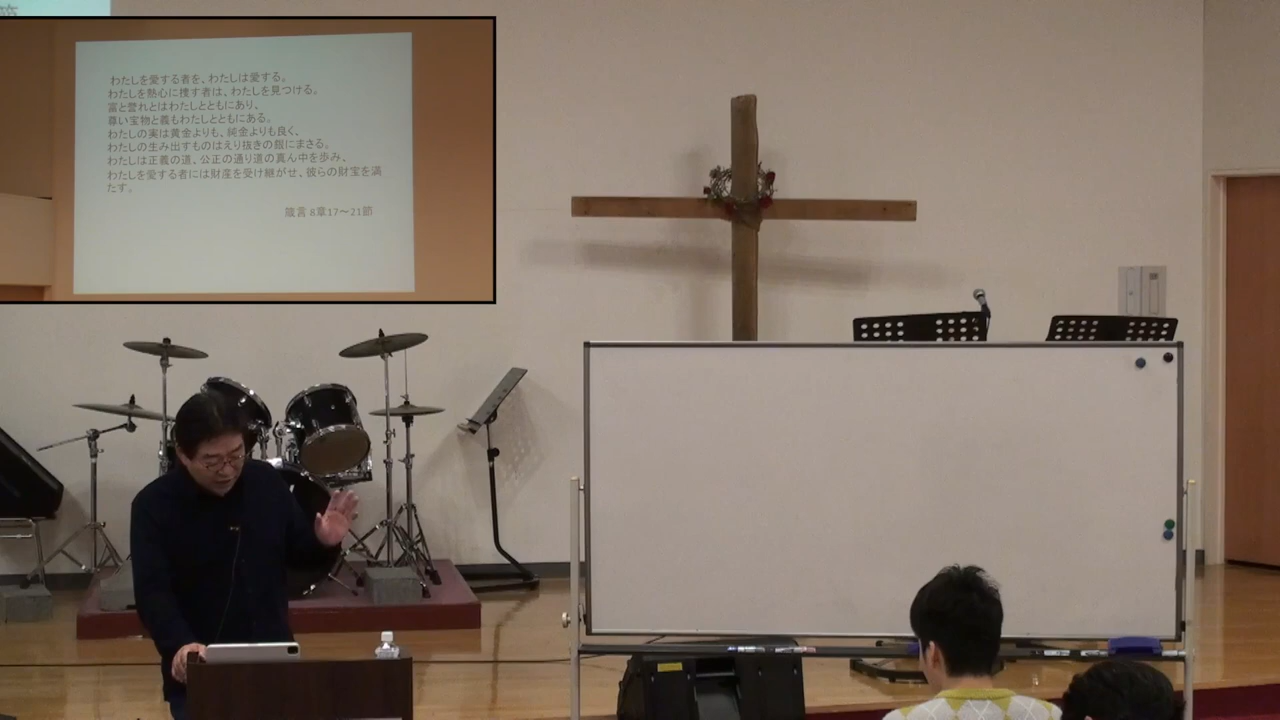 わたしを愛する者を、わたしは愛する。
わたしを熱心に捜す者は、わたしを見つける。
富と誉れとはわたしとともにあり、
尊い宝物と義もわたしとともにある。
わたしの実は黄金よりも、純金よりも良く、
わたしの生み出すものはえり抜きの銀にまさる。
わたしは正義の道、公正の通り道の真ん中を歩み、
わたしを愛する者には財産を受け継がせ、彼らの財宝を満
たす。
箴言 8章17〜21節